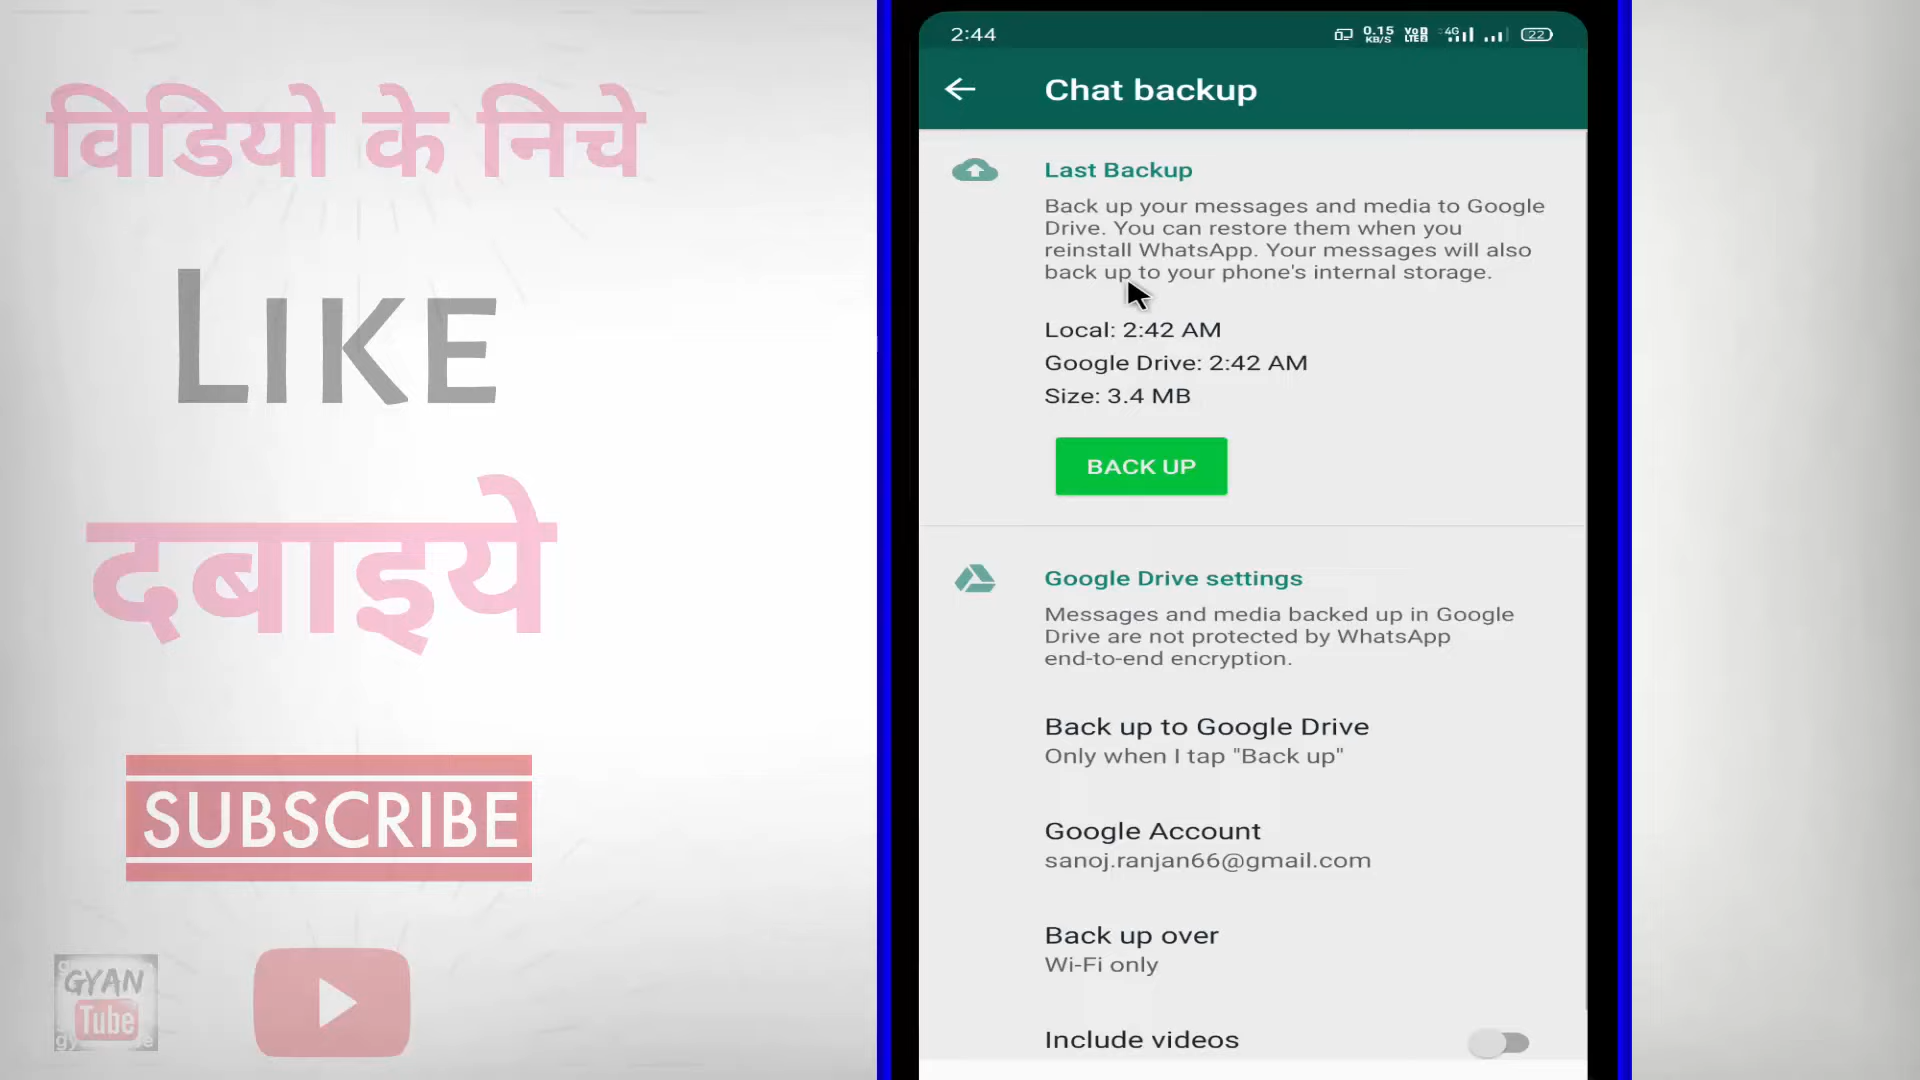 विडियो के निचे
LIKE
दबाइये
SUBSCRIBE
GYAN
Tube
2:44
0.15
KB/S
4G
22
Chat backup
Last Backup
Back up your messages and media to Google
Drive. You can restore them when you
reinstall WhatsApp. Your messages will also
back up to your phone's internal storage.
Local: 2:42 AM
Google Drive: 2:42 AM
Size: 3.4 MB
BACK UP
Google Drive settings
Messages and media backed up in Google
Drive are not protected by WhatsApp
end-to-end encryption.
Back up to Google Drive
Only when I tap "Back up"
Google Account
sanoj.ranjan66@gmail.com
Back up over
Wi-Fi only
Include videos